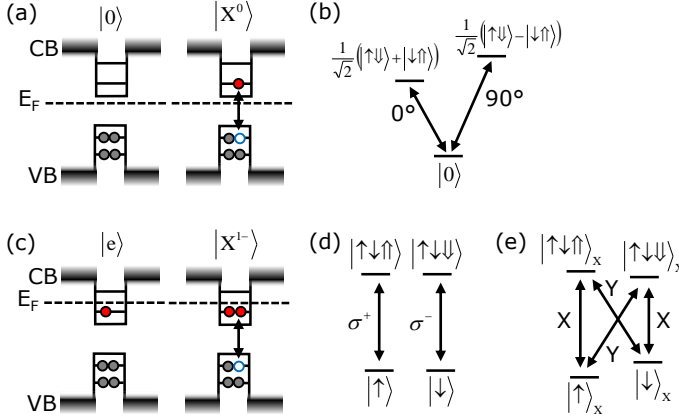 (a)
|0⟩
|X⁰⟩
CB
E_F
VB
(b)
1/√2(|↑⇓⟩+|↓⇑⟩)
1/√2(|↑⇓⟩−|↓⇑⟩)
0°
90°
|0⟩
(c)
|e⟩
|X¹⁻⟩
CB
E_F
VB
(d)
|↑↓⇑⟩ |↑↓⇓⟩
σ⁺ σ⁻
|↑⟩ |↓⟩
(e)
|↑↓⇑⟩ₓ |↑↓⇓⟩ₓ
Y
X X
Y
|↑⟩ₓ |↓⟩ₓ